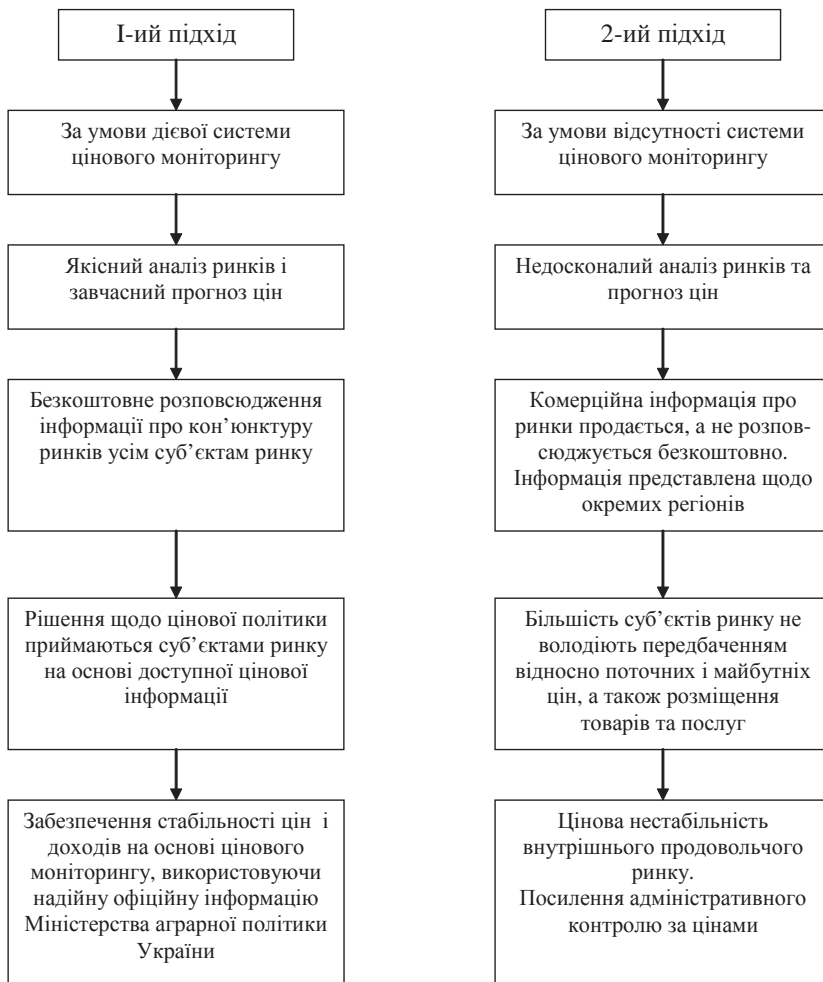 І-ий підхід
За умови дієвої системи
цінового моніторингу
Якісний аналіз ринків і
завчасний прогноз цін
Безкоштовне розповсюдження
інформації про кон’юнктуру
ринків усім суб’єктам ринку
Рішення щодо цінової політики
приймаються суб’єктами ринку
на основі доступної цінової
інформації
Забезпечення стабільності цін і
доходів на основі цінового
моніторингу, використовуючи
надійну офіційну інформацію
Міністерства аграрної політики
України
2-ий підхід
За умови відсутності системи
цінового моніторингу
Недосконалий аналіз ринків та
прогноз цін
Комерційна інформація про
ринки продається, а не розпов-
сюджується безкоштовно.
Інформація представлена щодо
окремих регіонів
Більшість суб’єктів ринку не
володіють передбаченням
відносно поточних і майбутніх
цін, а також розміщення
товарів та послуг
Цінова нестабільність
внутрішнього продовольчого
ринку.
Посилення адміністративного
контролю за цінами